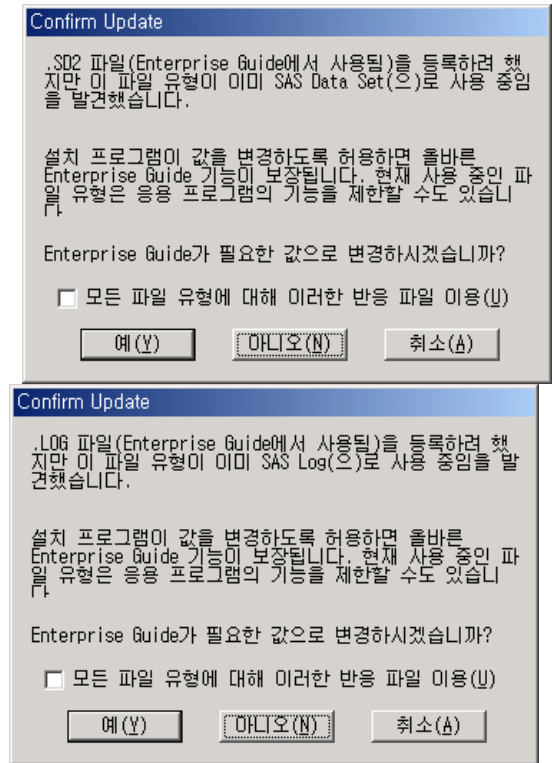 Confirm Update
.SD2 파일(Enterprise Guide에서 사용됨)을 등록하려 했
지만 이 파일 유형이 이미 SAS Data Set(으)로 사용 중임
을 발견했습니다.
설치 프로그램이 값을 변경하도록 허용하면 올바른
Enterprise Guide 기능이 보장됩니다. 현재 사용 중인 파
일 유형은 응용 프로그램의 기능을 제한할 수도 있습니
다
Enterprise Guide가 필요한 값으로 변경하시겠습니까?
모든 파일 유형에 대해 이러한 반응 파일 이용(U)
예(Y) 아니오(N) 취소(A)
Confirm Update
.LOG 파일(Enterprise Guide에서 사용됨)을 등록하려 했
지만 이 파일 유형이 이미 SAS Log(으)로 사용 중임을 발
견했습니다.
설치 프로그램이 값을 변경하도록 허용하면 올바른
Enterprise Guide 기능이 보장됩니다. 현재 사용 중인 파
일 유형은 응용 프로그램의 기능을 제한할 수도 있습니
다
Enterprise Guide가 필요한 값으로 변경하시겠습니까?
모든 파일 유형에 대해 이러한 반응 파일 이용(U)
예(Y) 아니오(N) 취소(A)